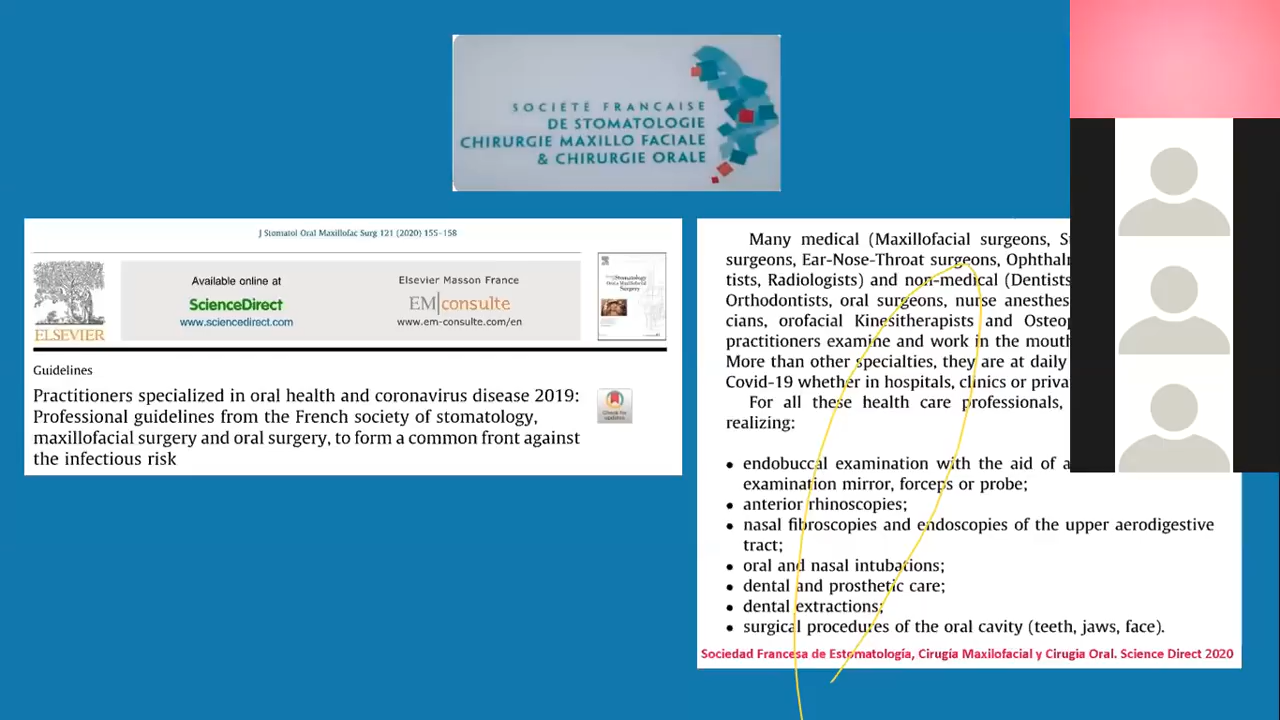 SOCIÉTÉ FRANÇAISE
DE STOMATOLOGIE
CHIRURGIE MAXILLO FACIALE
& CHIRURGIE ORALE
J Stomatol Oral Maxillofac Surg 121 (2020) 155–158
ELSEVIER
Available online at
ScienceDirect
www.sciencedirect.com
Elsevier Masson France
EM|consulte
www.em-consulte.com/en
Guidelines
Practitioners specialized in oral health and coronavirus disease 2019:
Professional guidelines from the French society of stomatology,
maxillofacial surgery and oral surgery, to form a common front against
the infectious risk
Check for
updates
Many medical (Maxillofacial surgeons,
surgeons, Ear-Nose-Throat surgeons,
tists, Radiologists) and non-medical (Dentists
Orthodontists, oral surgeons, nurse
cians, orofacial Kinesitherapists and
practitioners examine and work in the mouth
More than other specialties, they are at daily
Covid-19 whether in hospitals, clinics or
For all these health care professionals,
realizing:
• endobuccal examination with the aid of
examination mirror, forceps or probe;
• anterior rhinoscopies;
• nasal fibroscopies and endoscopies of the upper aerodigestive
tract;
• oral and nasal intubations;
• dental and prosthetic care;
• dental extractions;
• surgical procedures of the oral cavity (teeth, jaws, face).
Sociedad Francesa de Estomatología, Cirugía Maxilofacial y Cirugia Oral. Science Direct 2020